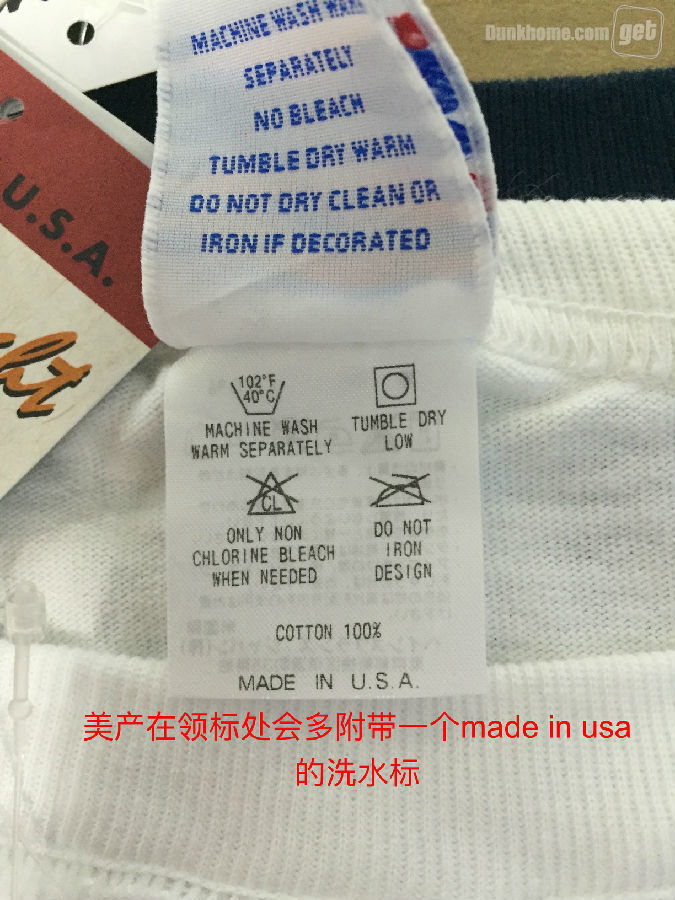 Dunkhome.com get
MACHINE WASH WARM
SEPARATELY
NO BLEACH
TUMBLE DRY WARM
DO NOT DRY CLEAN OR
IRON IF DECORATED
U.S.A.
102°F
40°C
MACHINE WASH
WARM SEPARATELY
TUMBLE DRY
LOW
CL
ONLY NON
CHLORINE BLEACH
WHEN NEEDED
DO NOT
IRON
DESIGN
COTTON 100%
MADE IN U.S.A.
美产在领标处会多附带一个made in usa
的洗水标